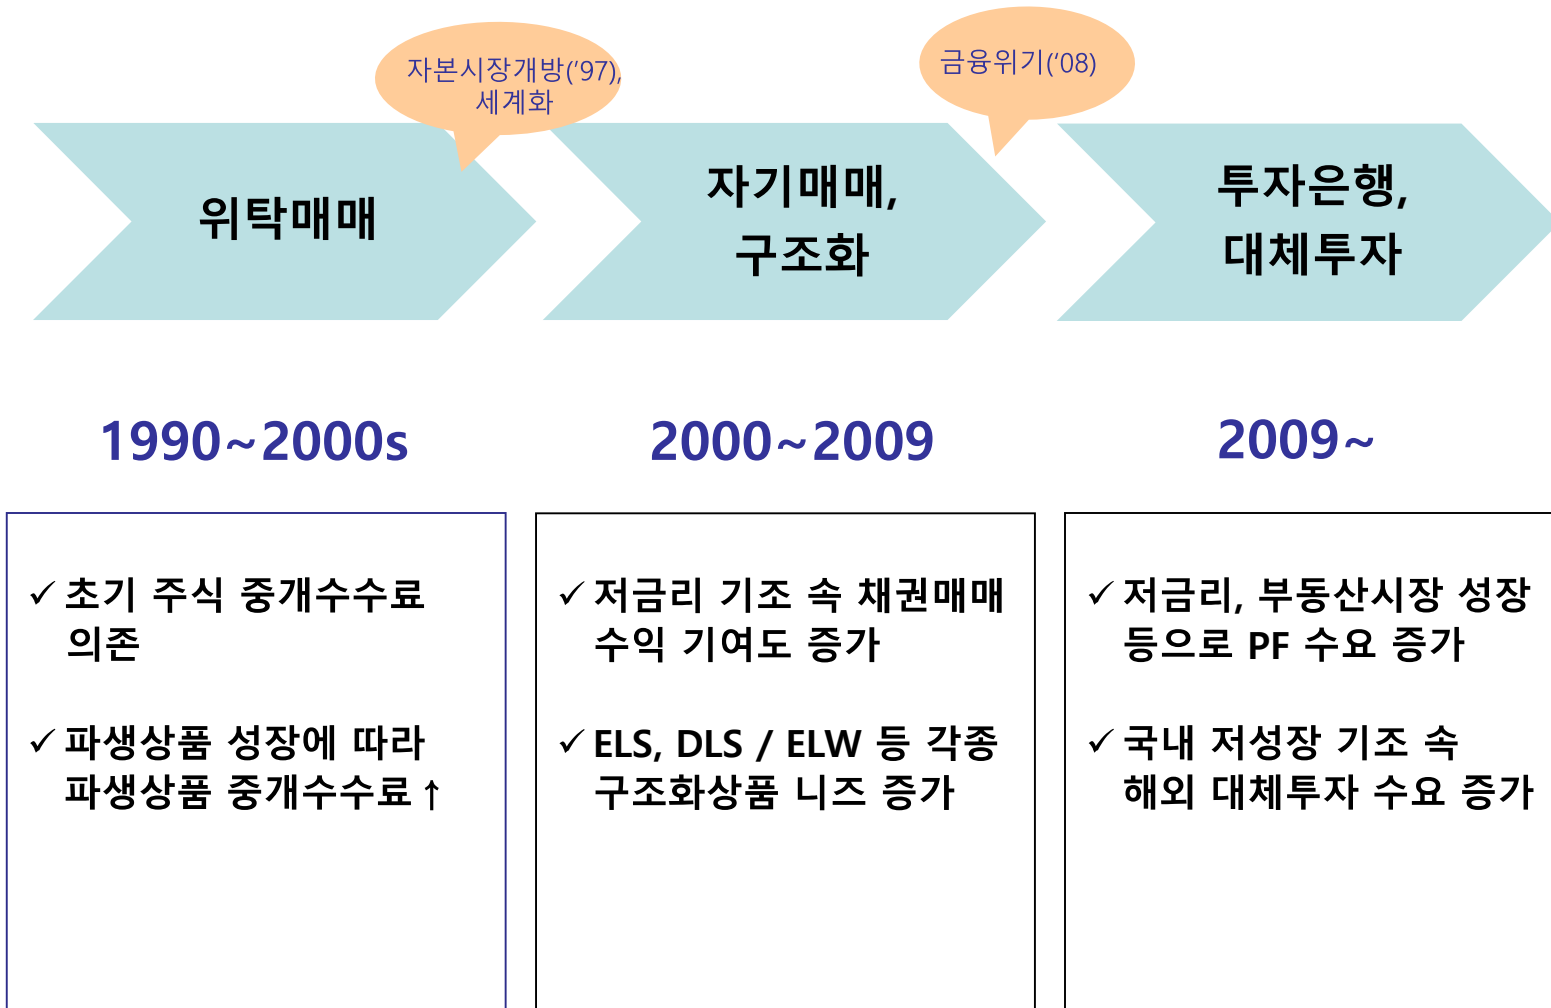 자본시장개방(‘97),
세계화
금융위기(‘08)
위탁매매
자기매매,
구조화
투자은행,
대체투자
1990~2000s
2000~2009
2009~
✓ 초기 주식 중개수수료
의존
✓ 파생상품 성장에 따라
파생상품 중개수수료 ↑
✓ 저금리 기조 속 채권매매
수익 기여도 증가
✓ ELS, DLS / ELW 등 각종
구조화상품 니즈 증가
✓ 저금리, 부동산시장 성장
등으로 PF 수요 증가
✓ 국내 저성장 기조 속
해외 대체투자 수요 증가